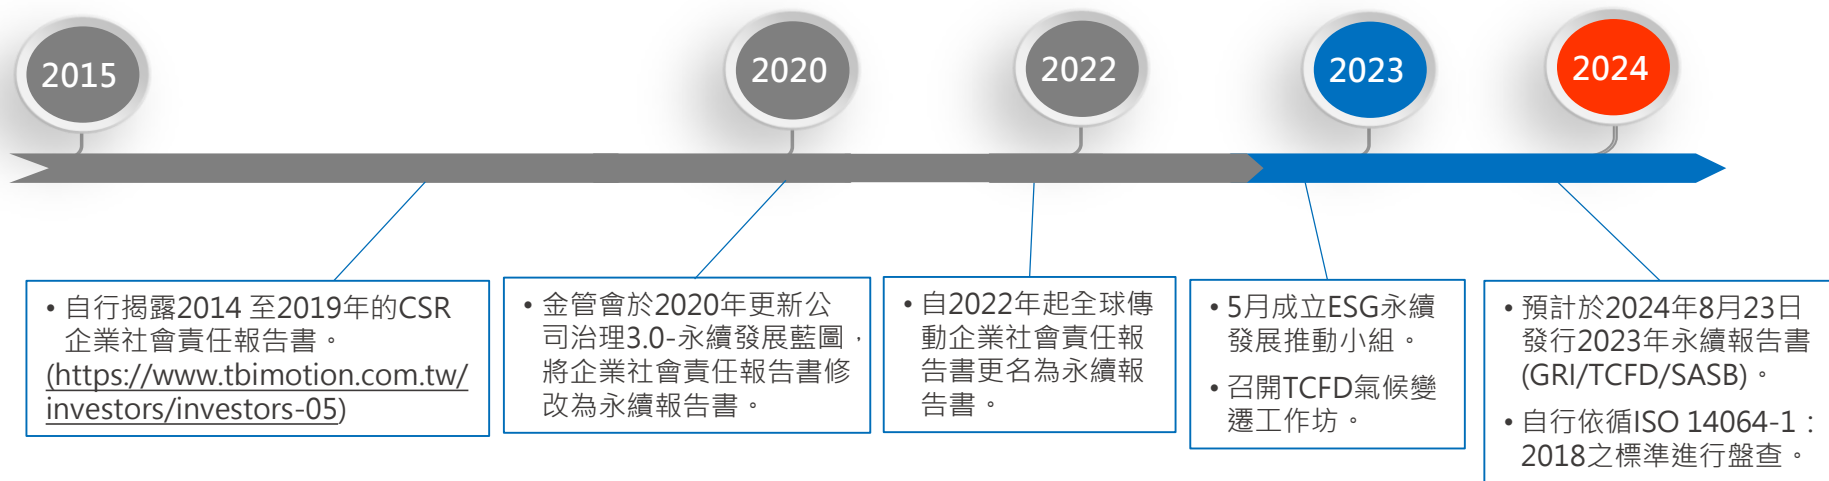 2015
2020
2022
2023
2024
• 自行揭露2014 至2019年的CSR
企業社會責任報告書。
(https://www.tbimotion.com.tw/
investors/investors-05)
• 金管會於2020年更新公
司治理3.0-永續發展藍圖，
將企業社會責任報告書修
改為永續報告書。
• 自2022年起全球傳
動企業社會責任報
告書更名為永續報
告書。
• 5月成立ESG永續
發展推動小組。
• 召開TCFD氣候變
遷工作坊。
• 預計於2024年8月23日
發行2023年永續報告書
(GRI/TCFD/SASB)。
• 自行依循ISO 14064-1：
2018之標準進行盤查。